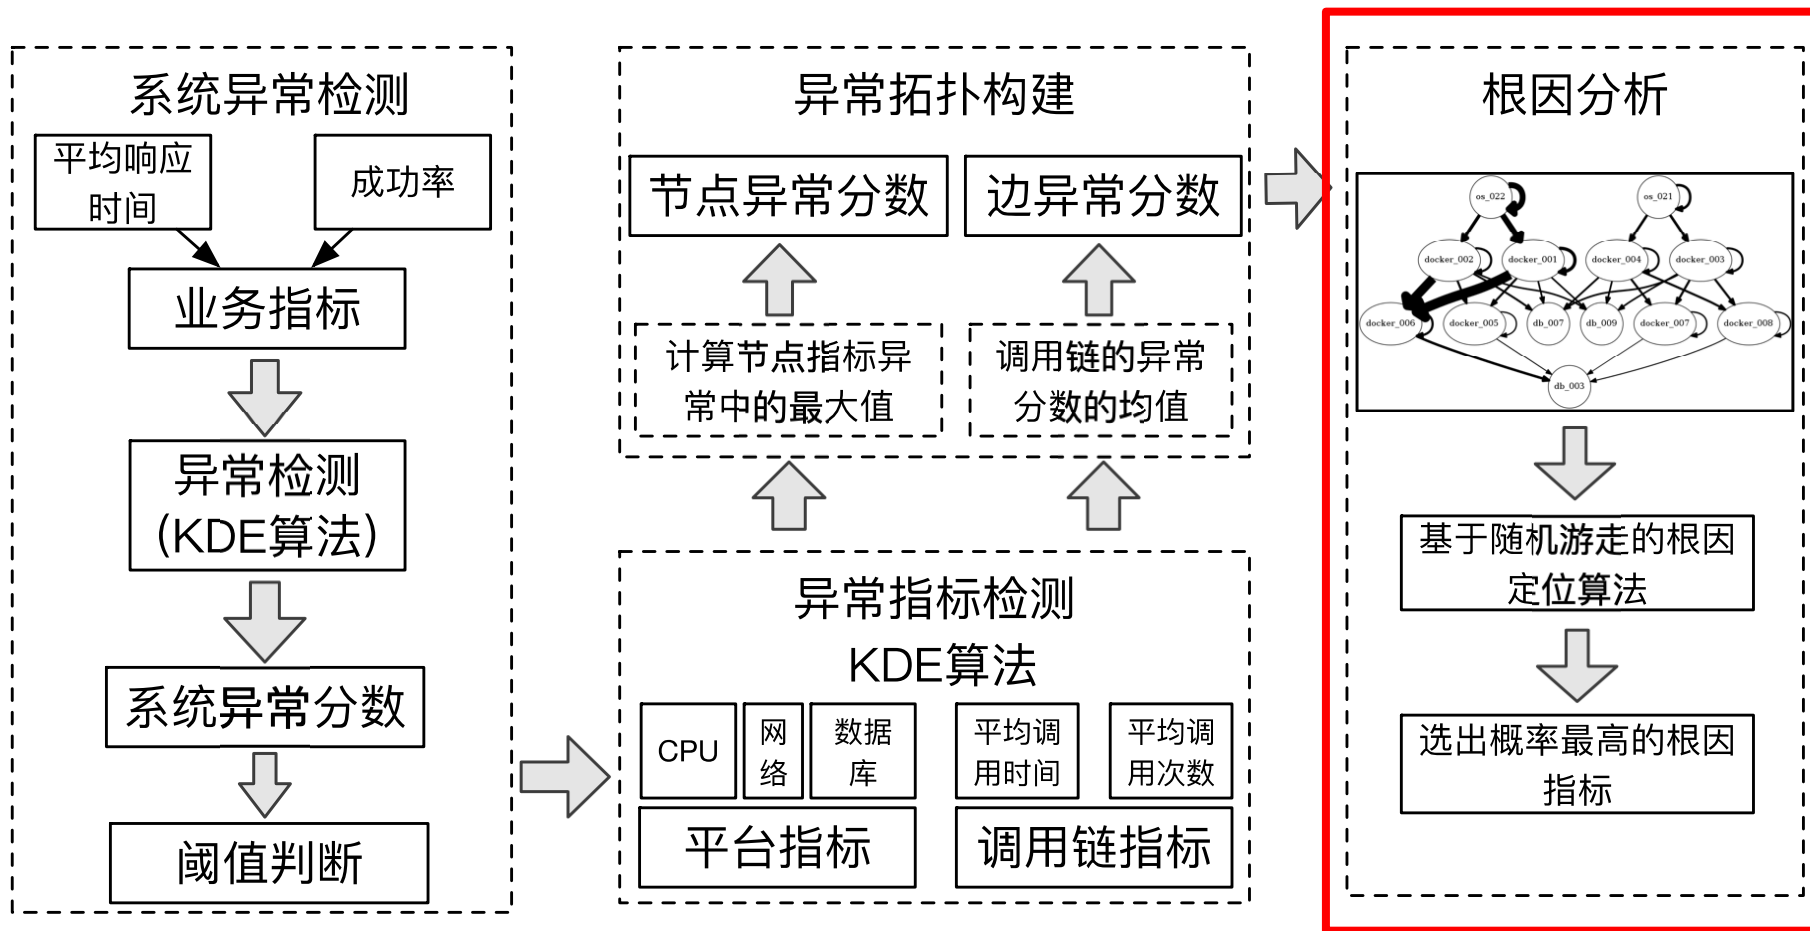 系统异常检测
平均响应
时间
成功率
业务指标
异常检测
(KDE算法)
系统异常分数
阈值判断
异常拓扑构建
节点异常分数
边异常分数
计算节点指标异
常中的最大值
调用链的异常
分数的均值
异常指标检测
KDE算法
CPU
网
络
数据
库
平均调
用时间
平均调
用次数
平台指标
调用链指标
根因分析
os_022
os_021
docker_002
docker_001
docker_004
docker_003
docker_006
docker_005
db_007
db_009
docker_007
docker_008
db_003
基于随机游走的根因
定位算法
选出概率最高的根因
指标